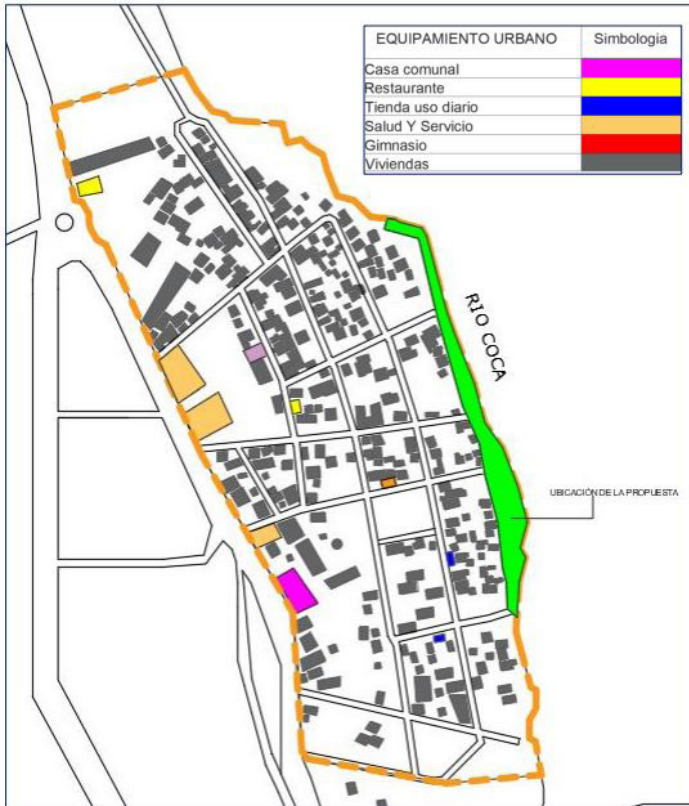 EQUIPAMIENTO URBANO Simbologia
Casa comunal
Restaurante
Tienda uso diario
Salud Y Servicio
Gimnasio
Viviendas
RIO COCA
UBICACIÓN DE LA PROPUESTA